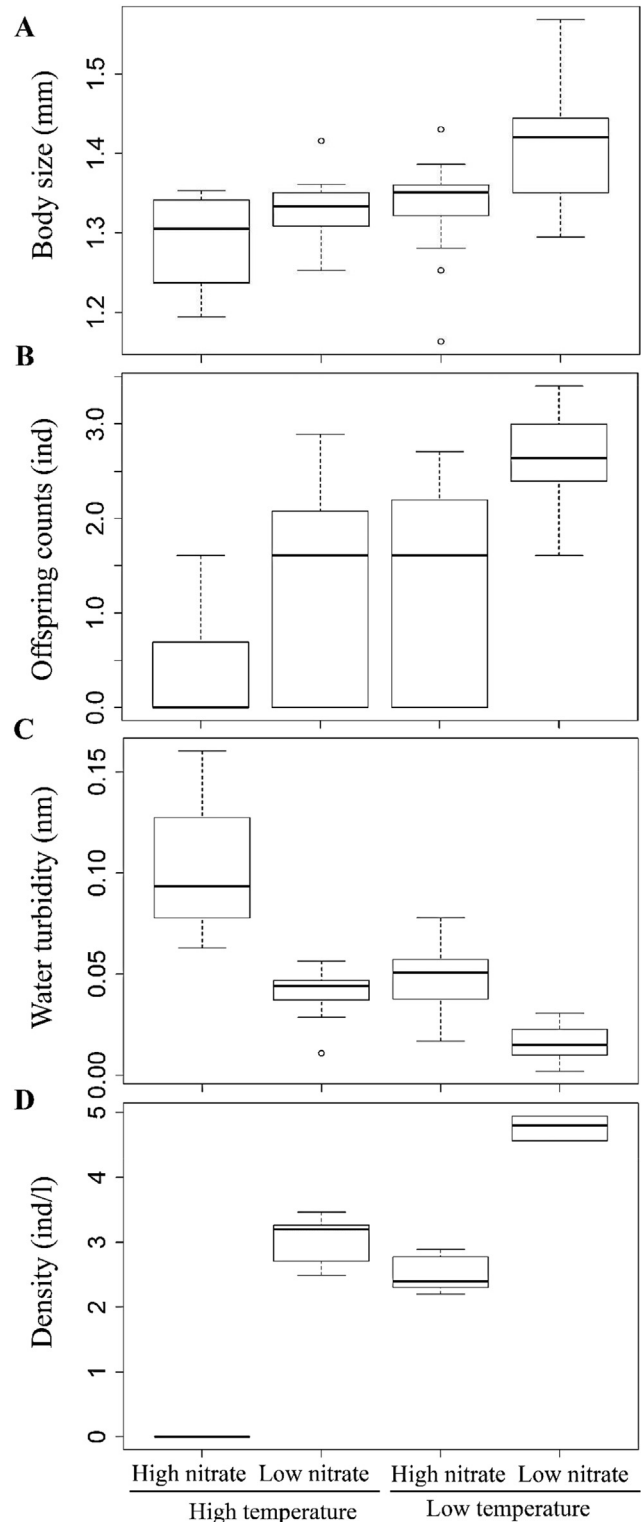 A
Body size (mm)
1.5
1.4
1.3
1.2
B
Offspring counts (ind)
3.0
2.0
1.0
0.0
C
Water turbidity (nm)
0.15
0.10
0.05
0.00
D
Density (ind/l)
5
4
3
2
1
0
High nitrate Low nitrate High nitrate Low nitrate
High temperature Low temperature